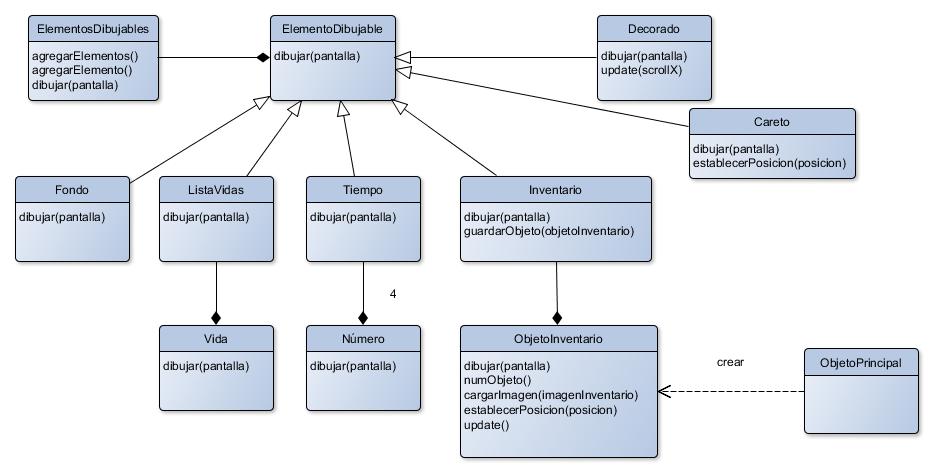 ElementosDibujables
agregarElementos()
agregarElemento()
dibujar(pantalla)
ElementoDibujable
dibujar(pantalla)
Decorado
dibujar(pantalla)
update(scrollX)
Careto
dibujar(pantalla)
establecerPosicion(posicion)
Fondo
dibujar(pantalla)
ListaVidas
dibujar(pantalla)
Tiempo
dibujar(pantalla)
Inventario
dibujar(pantalla)
guardarObjeto(objetoInventario)
4
Vida
dibujar(pantalla)
Número
dibujar(pantalla)
ObjetoInventario
dibujar(pantalla)
numObjeto()
cargarImagen(imagenInventario)
establecerPosicion(posicion)
update()
crear
ObjetoPrincipal